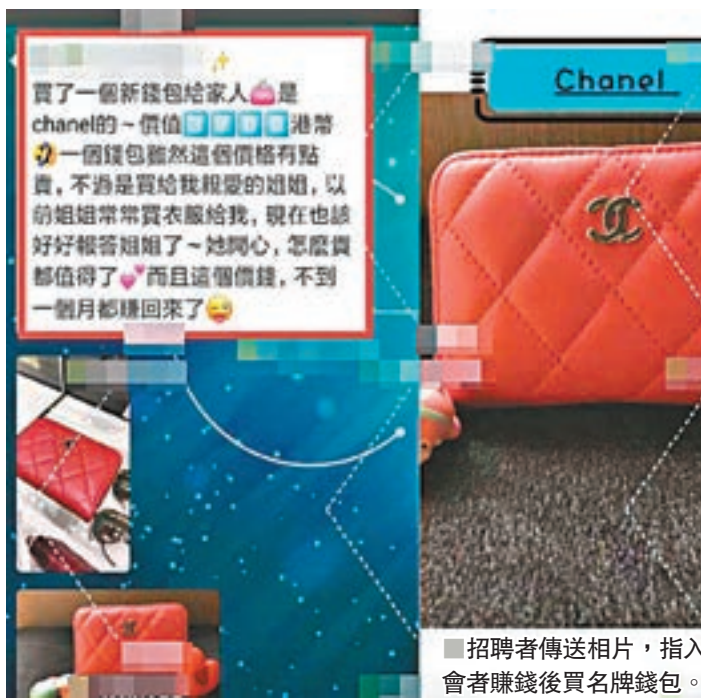 買了一個新錢包給家人👛是
chanel的~價值港幣
🤣一個錢包雖然這個價格有點
貴,不過是買給我親愛的姐姐,以
前姐姐常常買衣服給我,現在也該
好好報答姐姐了~她開心,怎麼貴
都值得了💕而且這個價錢,不到
一個月都賺回來了😅
Chanel
■招聘者傳送相片,指入
會者賺錢後買名牌錢包。